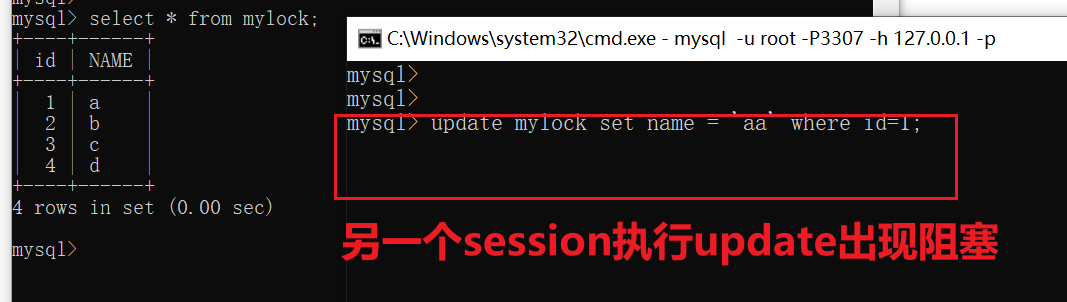 mysql> select * from mylock;
+----+------+
| id | NAME |
+----+------+
| 1 | a |
| 2 | b |
| 3 | c |
| 4 | d |
+----+------+
4 rows in set (0.00 sec)
mysql>
C:\Windows\system32\cmd.exe - mysql -u root -P3307 -h 127.0.0.1 -p
mysql>
mysql>
mysql> update mylock set name = 'aa' where id=1;
另一个session执行update出现阻塞